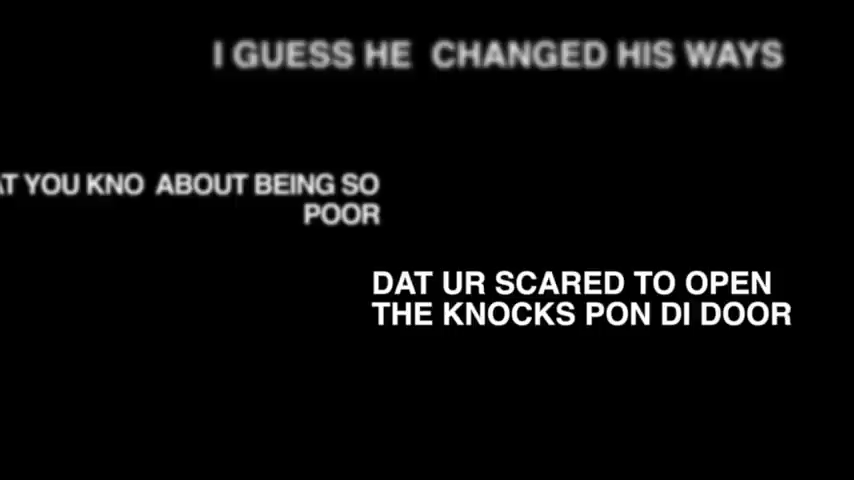 I GUESS HE CHANGED HIS WAYS
YOU KNO ABOUT BEING SO
POOR
DAT UR SCARED TO OPEN
THE KNOCKS PON DI DOOR